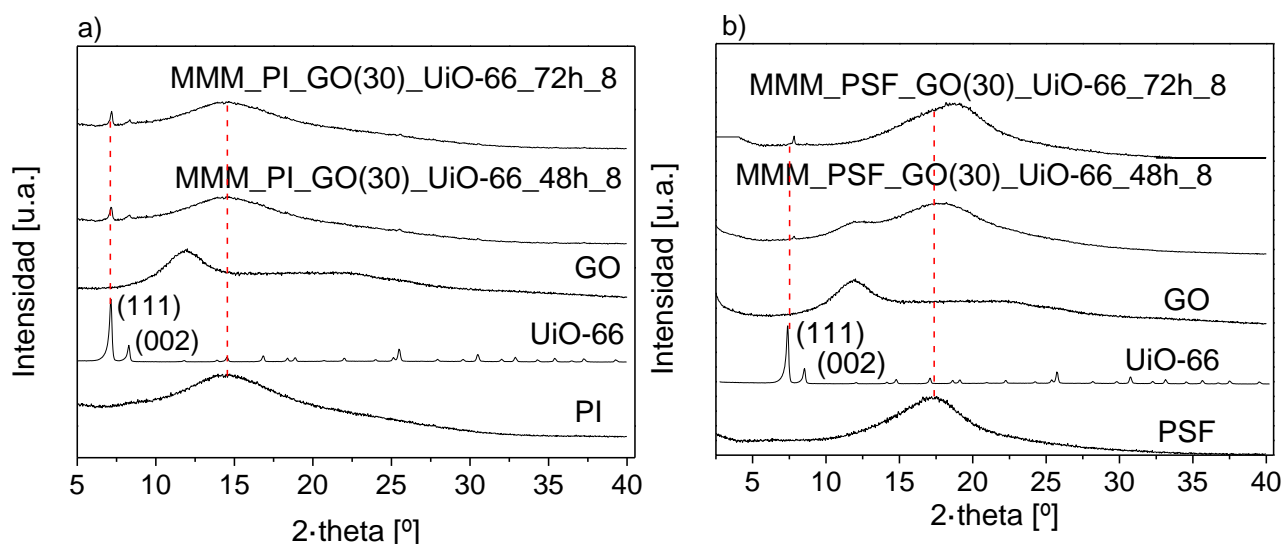 a)
MMM_PI_GO(30)_UiO-66_72h_8
MMM_PI_GO(30)_UiO-66_48h_8
GO
(111)
(002)
UiO-66
PI
Intensidad [u.a.]
5 10 15 20 25 30 35 40
2·theta [º]
b)
MMM_PSF_GO(30)_UiO-66_72h_8
MMM_PSF_GO(30)_UiO-66_48h_8
GO
(111)
(002)
UiO-66
PSF
Intensidad [u.a.]
5 10 15 20 25 30 35 40
2·theta [º]